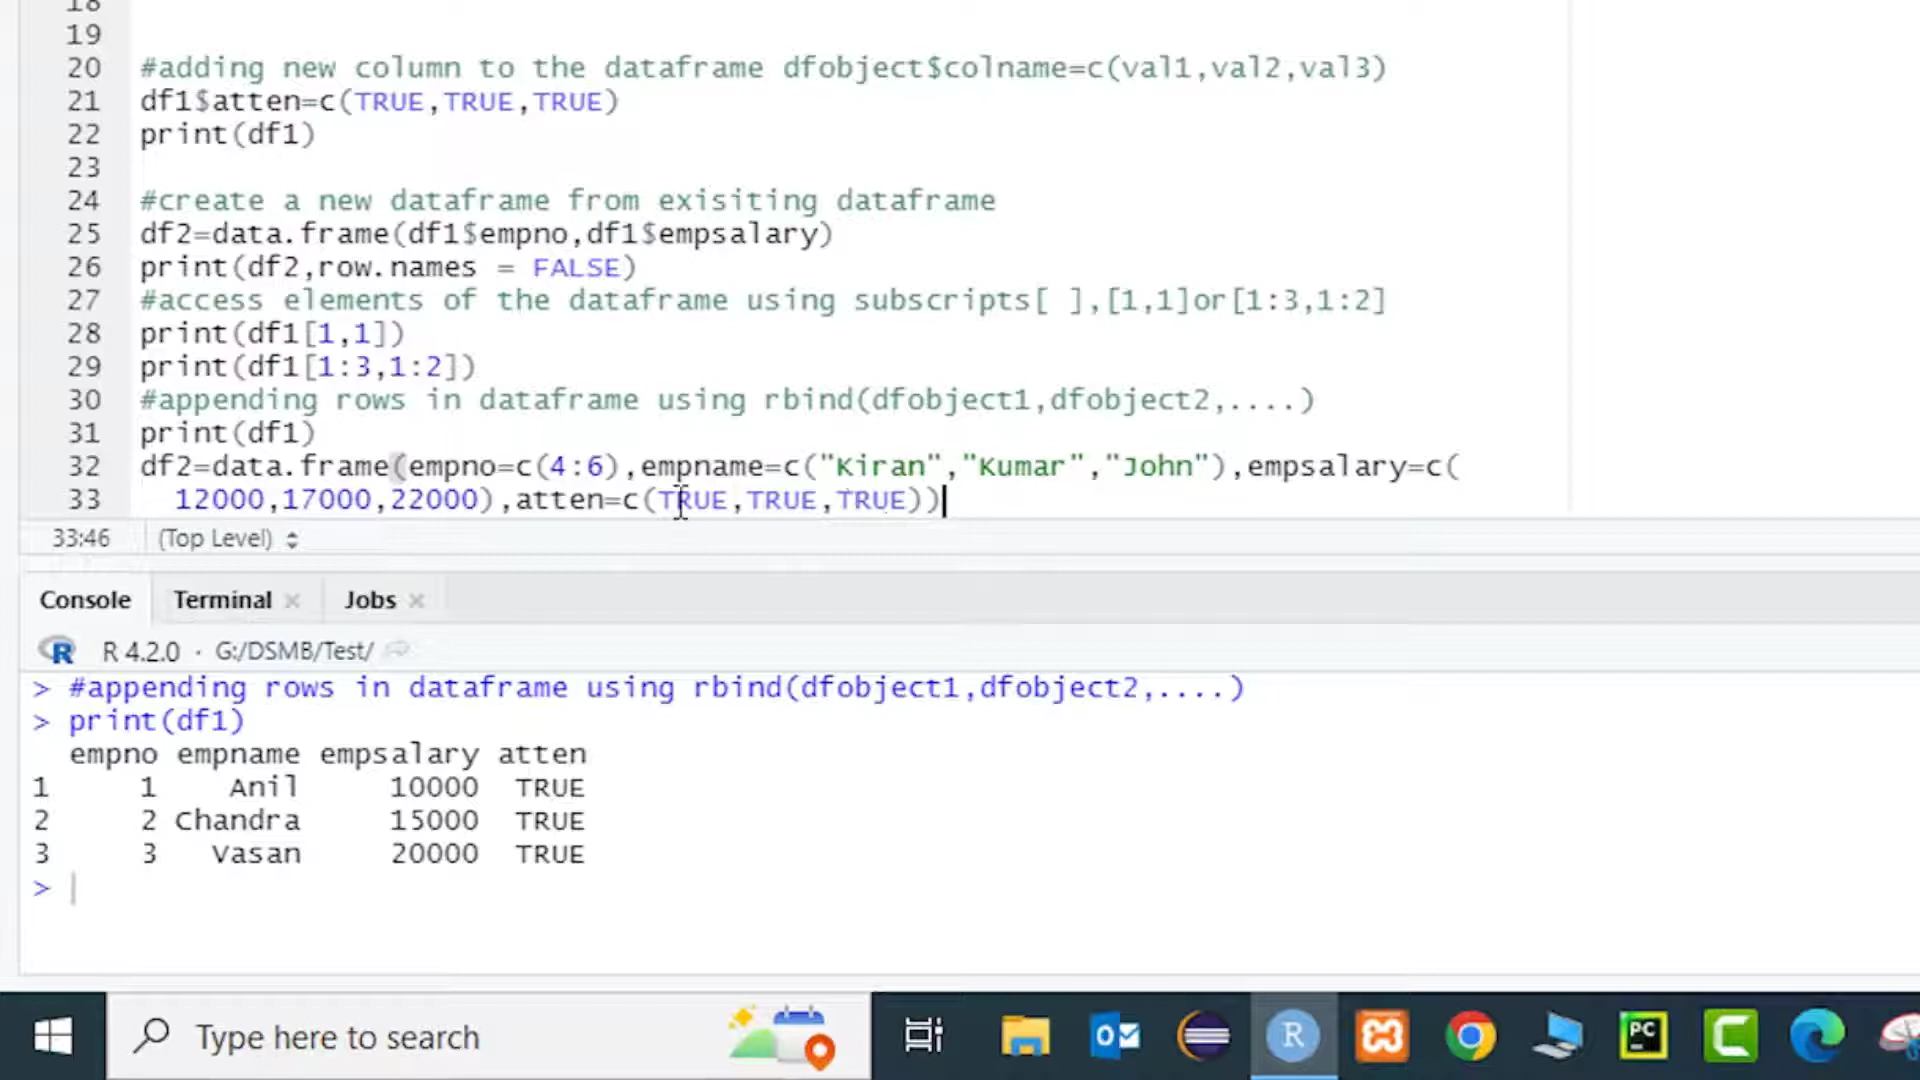 18
19
20 #adding new column to the dataframe dfobject$colname=c(val1,val2,val3)
21 df1$atten=c(TRUE,TRUE,TRUE)
22 print(df1)
23
24 #create a new dataframe from exisiting dataframe
25 df2=data.frame(df1$empno,df1$empsalary)
26 print(df2,row.names = FALSE)
27 #access elements of the dataframe using subscripts[ ],[1,1]or[1:3,1:2]
28 print(df1[1,1])
29 print(df1[1:3,1:2])
30 #appending rows in dataframe using rbind(dfobject1,dfobject2,....)
31 print(df1)
32 df2=data.frame(empno=c(4:6),empname=c("Kiran","Kumar","John"),empsalary=c(
33 12000,17000,22000),atten=c(TRUE,TRUE,TRUE))
33:46 (Top Level)
Console Terminal Jobs
R R 4.2.0 · G:/DSMB/Test/
> #appending rows in dataframe using rbind(dfobject1,dfobject2,....)
> print(df1)
empno empname empsalary atten
1 1 Anil 10000 TRUE
2 2 Chandra 15000 TRUE
3 3 Vasan 20000 TRUE
>
Type here to search
R
PC